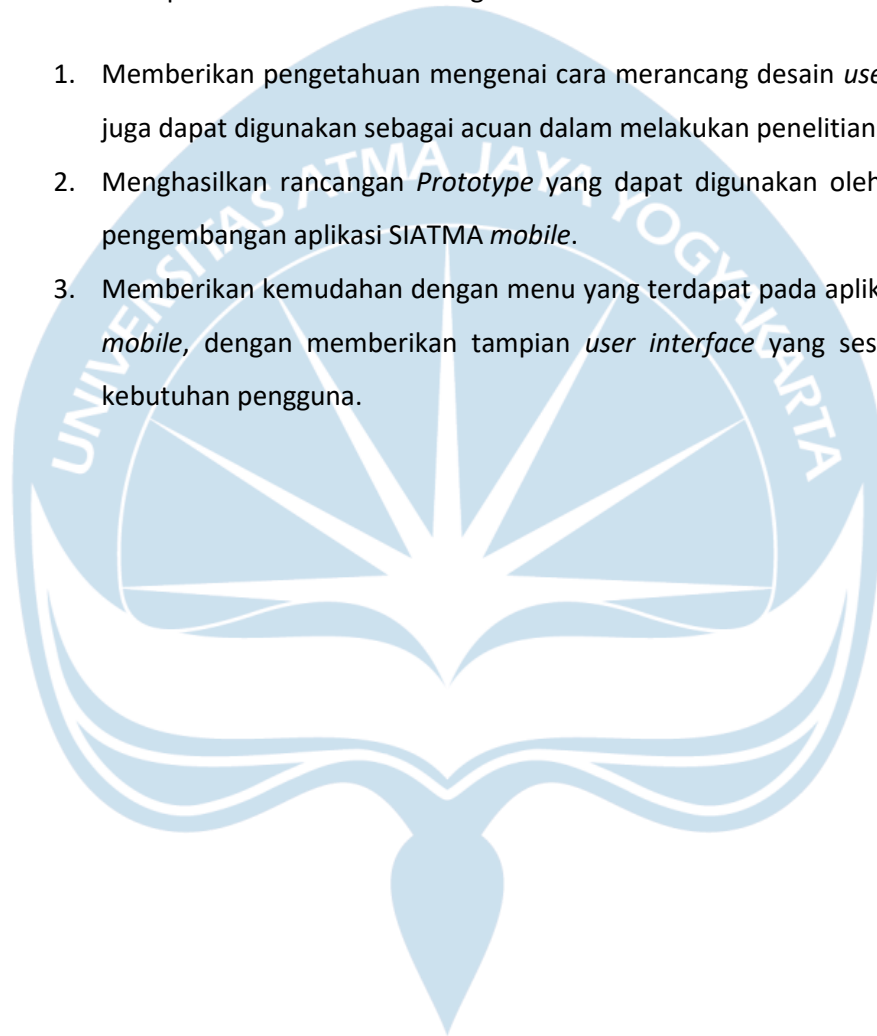 1. Memberikan pengetahuan mengenai cara merancang desain
juga dapat digunakan sebagai acuan dalam melakukan penelitian
2. Menghasilkan rancangan Prototype yang dapat digunakan oleh
pengembangan aplikasi SIATMA mobile.
3. Memberikan kemudahan dengan menu yang terdapat pada
mobile, dengan memberikan tampian user interface yang
kebutuhan pengguna.
UNIVERSITAS ATMA JAYA YOGYAKARTA